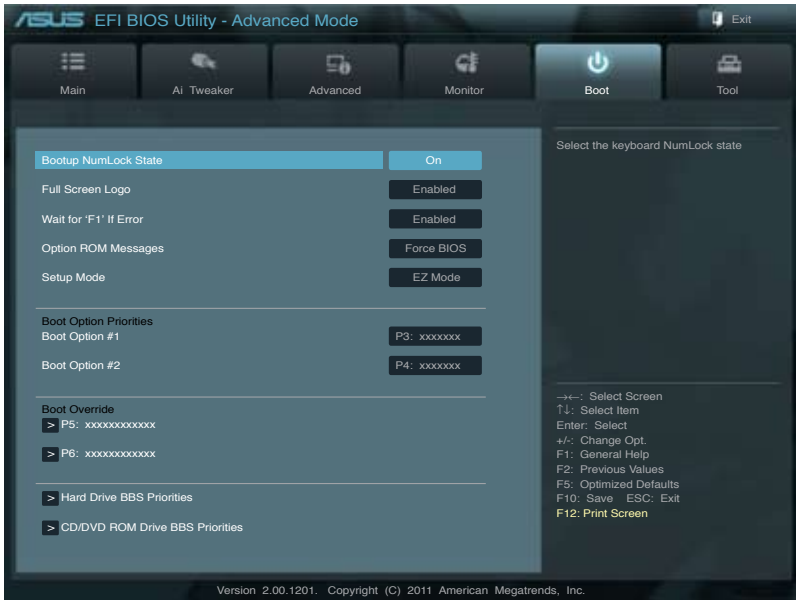 ASUS EFI BIOS Utility - Advanced Mode
Exit
Main
Ai Tweaker
Advanced
Monitor
Boot
Tool
Bootup NumLock State On
Full Screen Logo Enabled
Wait for ‘F1’ If Error Enabled
Option ROM Messages Force BIOS
Setup Mode EZ Mode
Boot Option Priorities
Boot Option #1 P3: xxxxxxx
Boot Option #2 P4: xxxxxxx
Boot Override
> P5: xxxxxxxxxxxx
> P6: xxxxxxxxxxxx
> Hard Drive BBS Priorities
> CD/DVD ROM Drive BBS Priorities
Select the keyboard NumLock state
→←: Select Screen
↑↓: Select Item
Enter: Select
+/-: Change Opt.
F1: General Help
F2: Previous Values
F5: Optimized Defaults
F10: Save ESC: Exit
F12: Print Screen
Version 2.00.1201. Copyright (C) 2011 American Megatrends, Inc.